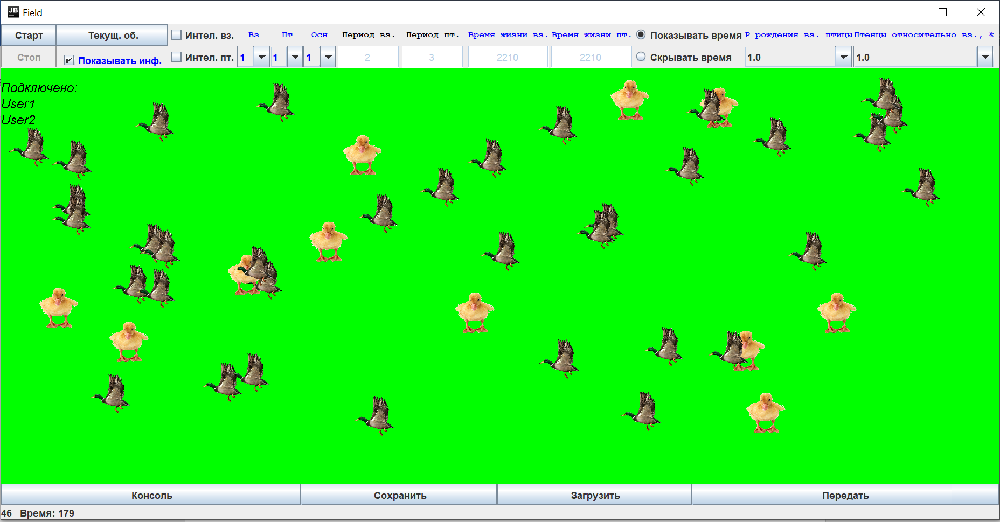 JB Field
Старт Текущ. об. Интел. вз. Вз Пт Осн Период вз. Период пт. Время жизни вз. Время жизни пт. Показывать время P рождения вз. птицы Птенцы относительно вз., %
Стоп Показывать инф. Интел. пт. 1 1 1 2 3 2210 2210 Скрывать время 1.0 1.0
Подключено:
User1
User2
Консоль Сохранить Загрузить Передать
46 Время: 179